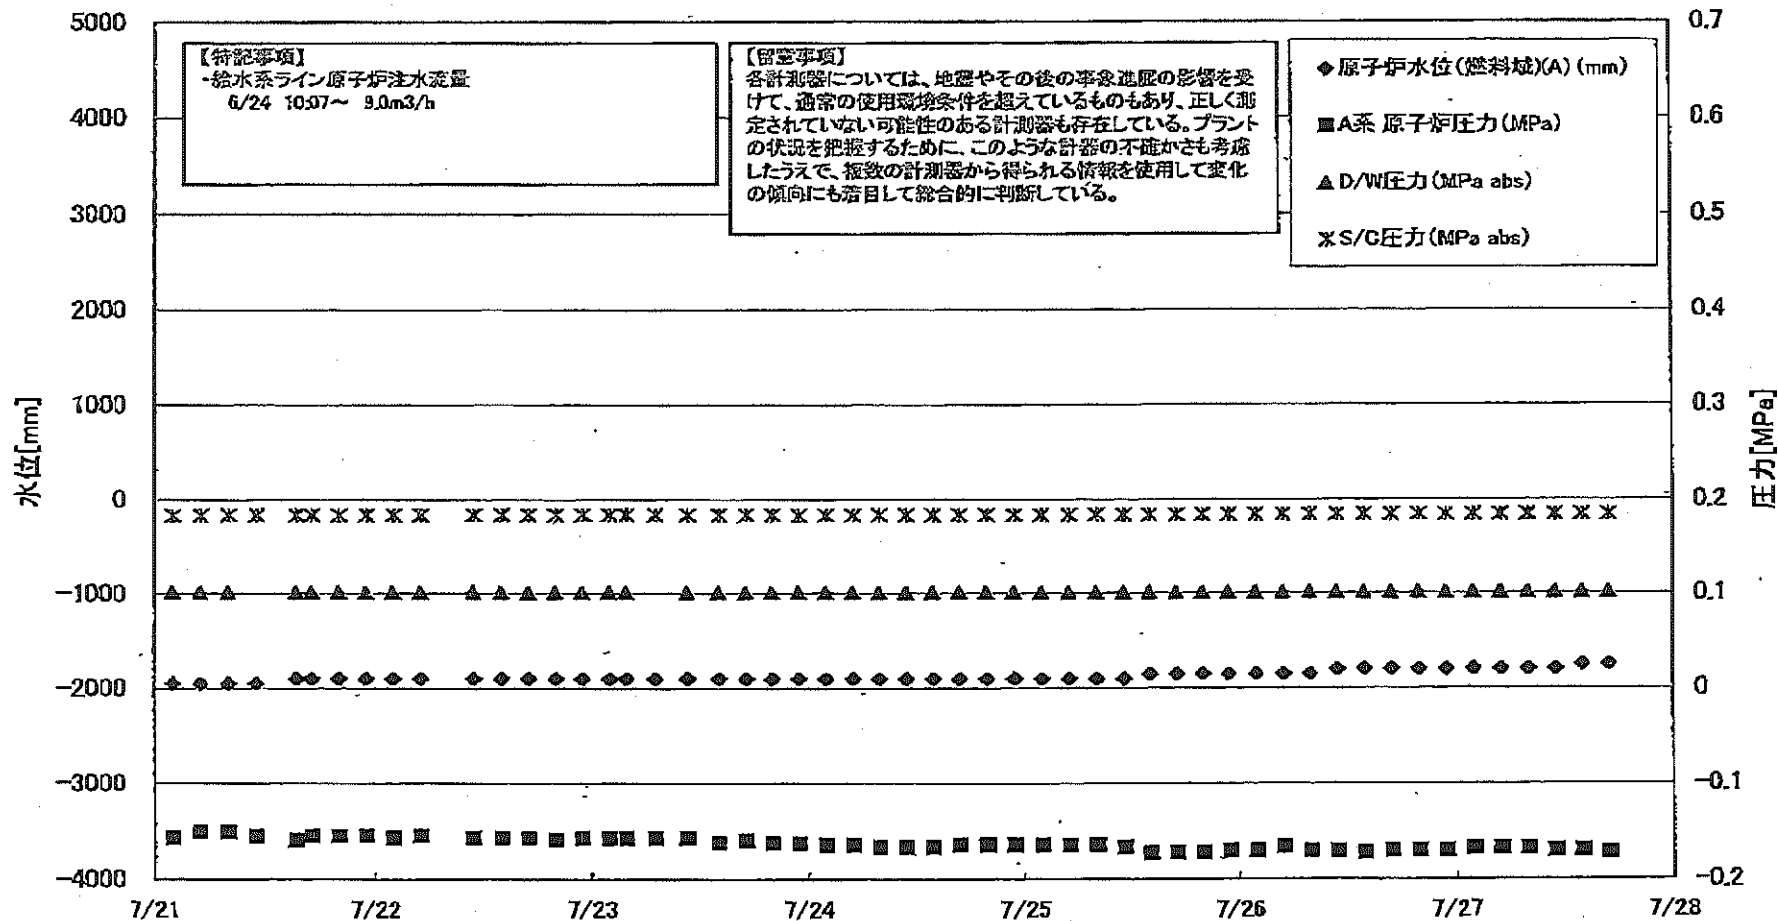 5000
4000
3000
2000
1000
0
-1000
-2000
-3000
-4000
水位[mm]
【特記事項】
・給水系ライン原子炉注水流量
6/24 10:07～ 9.0m3/h
【留意事項】
各計測器については、地震やその後の事象進展の影響を受
けて、通常の使用環境条件を超えているものもあり、正しく測
定されていない可能性のある計測器も存在している。プラント
の状況を把握するために、このような計器の不確かさも考慮
したうえで、複数の計測器から得られる情報を使用して変化
の傾向にも着目して総合的に判断している。
原子炉水位(燃料域)(A)(mm)
A系 原子炉圧力(MPa)
D/W圧力(MPa abs)
S/C圧力(MPa abs)
0.7
0.6
0.5
0.4
0.3
0.2
0.1
0
-0.1
-0.2
圧力[MPa]
7/21 7/22 7/23 7/24 7/25 7/26 7/27 7/28